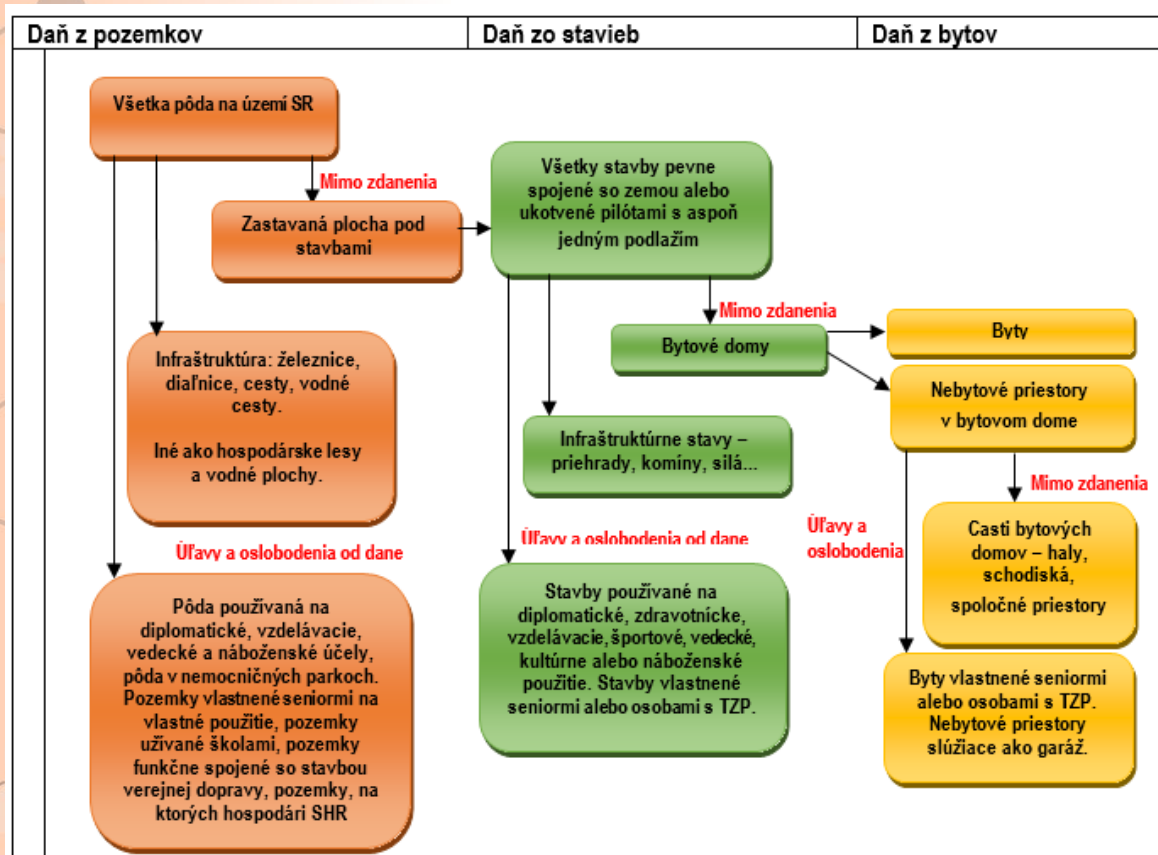 Daň z pozemkov
Daň zo stavieb
Daň z bytov
Všetka pôda na území SR
Mimo zdanenia
Zastavaná plocha pod
stavbami
Infraštruktúra: železnice,
diaľnice, cesty, vodné
cesty.
Iné ako hospodárske lesy
a vodné plochy.
Úľavy a oslobodenia od dane
Pôda používaná na
diplomatické, vzdelávacie,
vedecké a náboženské účely,
pôda v nemocničných parkoch.
Pozemky vlastnené seniormi na
vlastné použitie, pozemky
užívané školami, pozemky
funkčne spojené so stavbou
verejnej dopravy, pozemky, na
ktorých hospodári SHR
Všetky stavby pevne
spojené so zemou alebo
ukotvené pilótami s aspoň
jedným podlažím
Mimo zdanenia
Bytové domy
Infraštruktúrne stavy –
priehrady, komíny, silá...
Úľavy a oslobodenia od dane
Stavby používané na
diplomatické, zdravotnícke,
vzdelávacie, športové, vedecké,
kultúrne alebo náboženské
použitie. Stavby vlastnené
seniormi alebo osobami s TZP.
Byty
Nebytové priestory
v bytovom dome
Mimo zdanenia
Úľavy a
oslobodenia
Casti bytových
domov – haly,
schodiská,
spoločné priestory
Byty vlastnené seniormi
alebo osobami s TZP.
Nebytové priestory
slúžiace ako garáž.